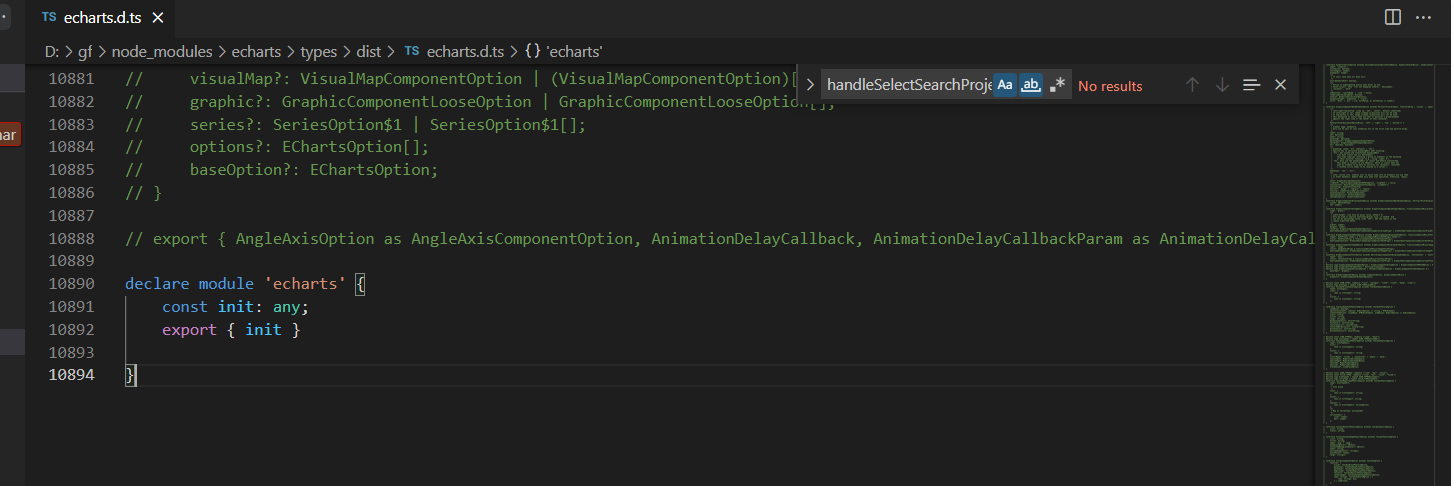 TS echarts.d.ts
D: > gf > node_modules > echarts > types > dist > TS echarts.d.ts > {} 'echarts'
handleSelectSearchProje Aa ab .* No results
10881 //     visualMap?: VisualMapComponentOption | (VisualMapComponentOption)[
10882 //     graphic?: GraphicComponentLooseOption | GraphicComponentLooseOption[];
10883 //     series?: SeriesOption$1 | SeriesOption$1[];
10884 //     options?: EChartsOption[];
10885 //     baseOption?: EChartsOption;
10886 // }
10887
10888 // export { AngleAxisOption as AngleAxisComponentOption, AnimationDelayCallback, AnimationDelayCallbackParam as AnimationDelayCal
10889
10890 declare module 'echarts' {
10891     const init: any;
10892     export { init }
10893
10894 }
nar